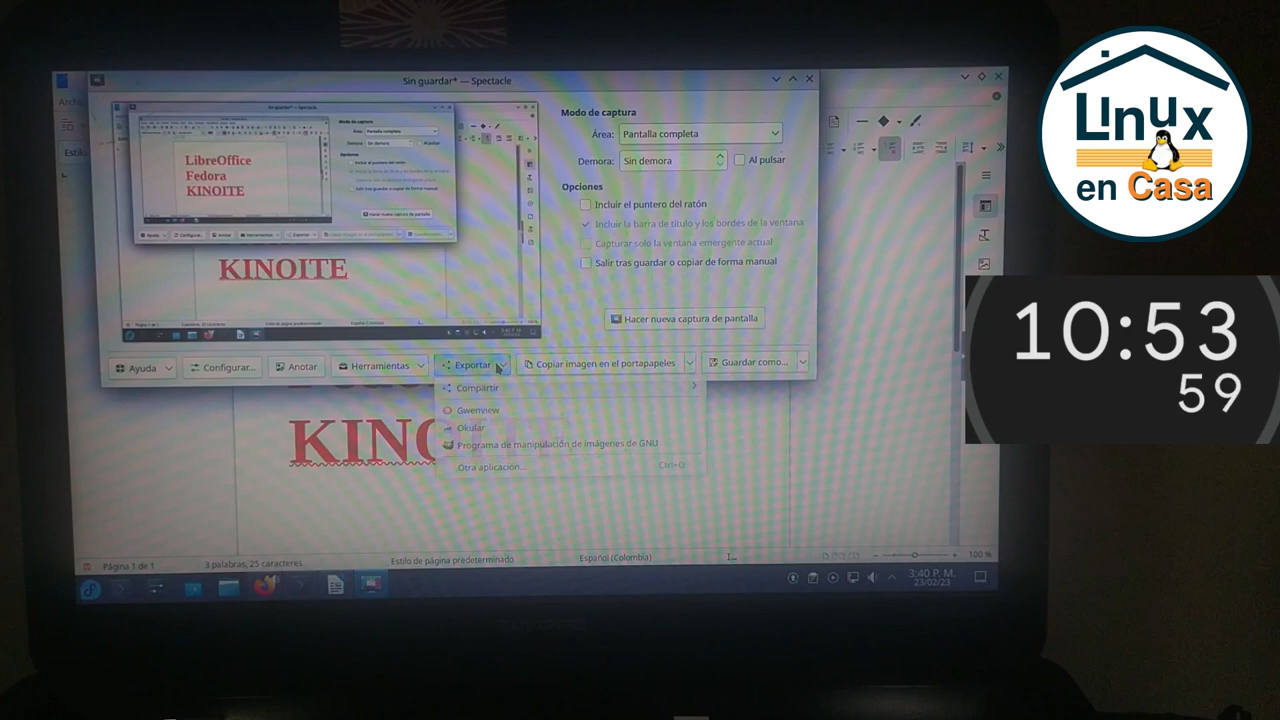 Sin guardar* — Spectacle
Archi
Estilo
LibreOffice
Fedora
KINOITE
KINOITE
Modo de captura
Área: Pantalla completa
Demora: Sin demora
Al pulsar
Opciones
Incluir el puntero del ratón
Incluir la barra de título y los bordes de la ventana
Capturar solo la ventana emergente actual
Salir tras guardar o copiar de forma manual
Hacer nueva captura de pantalla
Ayuda
Configurar...
Anotar
Herramientas
Exportar
Copiar imagen en el portapapeles
Guardar como...
Compartir
Gwenview
Okular
Programa de manipulación de imágenes de GNU
Otra aplicación... Ctrl+O
KINO
Página 1 de 1
3 palabras, 25 caracteres
Estilo de página predeterminado
Español (Colombia)
100 %
3:40 P. M.
23/02/23
Linux
en Casa
10:53
59